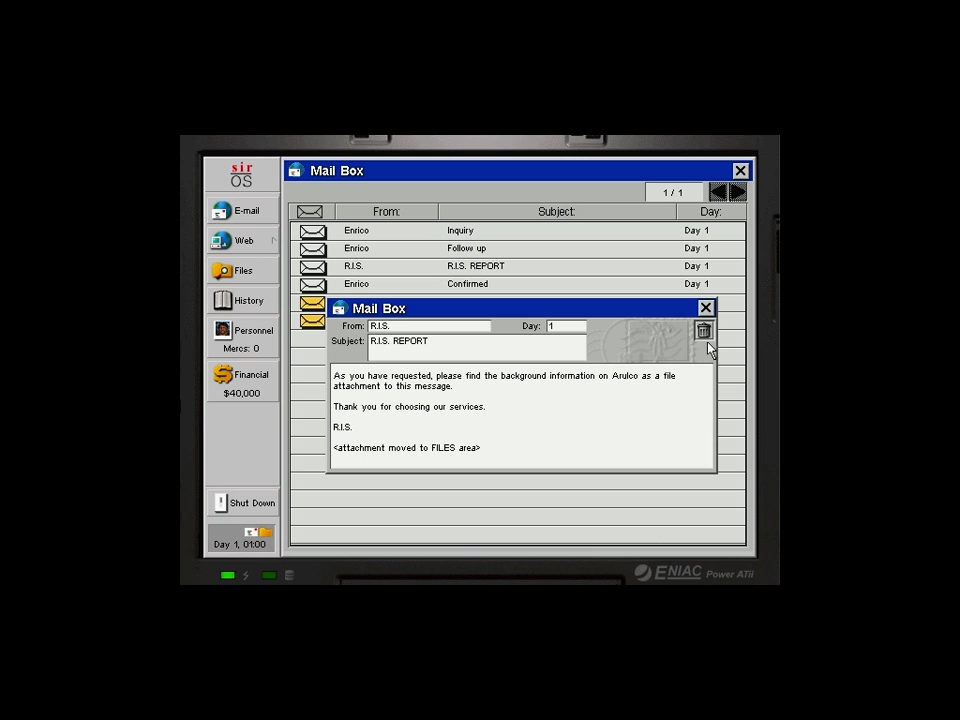 sir
OS
Mail Box
1 / 1
From: Subject: Day:
E-mail
Enrico Inquiry Day 1
Web
Enrico Follow up Day 1
Files
R.I.S. R.I.S. REPORT Day 1
Enrico Confirmed Day 1
History
Mail Box
From: R.I.S. Day: 1
Personnel
Subject: R.I.S. REPORT
Mercs: 0
Financial
$40,000
As you have requested, please find the background information on Arulco as a file
attachment to this message.
Thank you for choosing our services.
R.I.S.
<attachment moved to FILES area>
Shut Down
Day 1, 01:00
ENIAC Power ATii